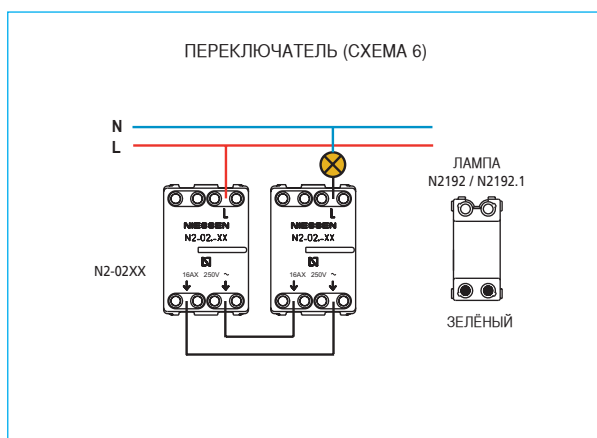 ПЕРЕКЛЮЧАТЕЛЬ (СХЕМА 6)
N
L
ЛАМПА
N2192 / N2192.1
L
NIESSEN
N2-02.-XX
16AX 250V ~
L
NIESSEN
N2-02.-XX
16AX 250V ~
N2-02XX
ЗЕЛЁНЫЙ